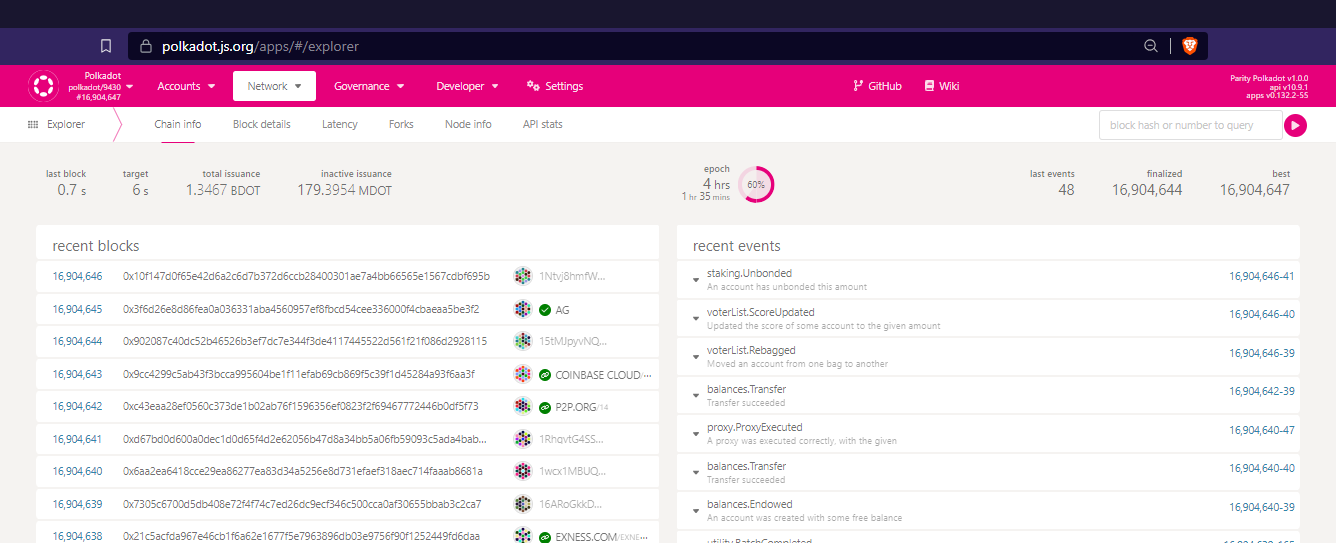 polkadot.js.org/apps/#/explorer
Polkadot
polkadot/9430
#16,904,647
Accounts
Network
Governance
Developer
Settings
GitHub
Wiki
Parity Polkadot v1.0.0
api v10.9.1
apps v0.132.2-55
Explorer
Chain info
Block details
Latency
Forks
Node info
API stats
block hash or number to query
last block
0.7 s
target
6 s
total issuance
1.3467 BDOT
inactive issuance
179.3954 MDOT
epoch
4 hrs
1 hr 35 mins
60%
last events
48
finalized
16,904,644
best
16,904,647
recent blocks
16,904,646 0x10f147d0f65e42d6a2c6d7b372d6ccb28400301ae7a4bb66565e1567cdbf695b 1Ntvj8hmfW...
16,904,645 0x3f6d26e8d86fea0a036331aba4560957ef8fbcd54cee336000f4cbaeaa5be3f2 AG
16,904,644 0x902087c40dc52b46526b3ef7dc7e344f3de4117445522d561f21f086d2928115 15tMJpyvNQ...
16,904,643 0x9cc4299c5ab43f3bcca995604be1f11efab69cb869f5c39f1d45284a93f6aa3f COINBASE CLOUD/...
16,904,642 0xc43eaa28ef0560c373de1b02ab76f1596356ef0823f2f69467772446b0df5f73 P2P.ORG/14
16,904,641 0xd67bd0d600a0dec1d0d65f4d2e62056b47d8a34bb5a06fb59093c5ada4bab... 1RhgvtG4SS...
16,904,640 0x6aa2ea6418cce29ea86277ea83d34a5256e8d731efaef318aec714faaab8681a 1wcx1MBUQ...
16,904,639 0x7305c6700d5db408e72f4f74c7ed26dc9ecf346c500cca0af30655bbab3c2ca7 16ARoGkkD...
16,904,638 0x21c5acfda967e46cb1f6a62e1677f5e7963896db03e9756f90f1252449fd6daa EXNESS.COM/EXNE...
recent events
staking.Unbonded 16,904,646-41
An account has unbonded this amount
voterList.ScoreUpdated 16,904,646-40
Updated the score of some account to the given amount
voterList.Rebagged 16,904,646-39
Moved an account from one bag to another
balances.Transfer 16,904,642-39
Transfer succeeded
proxy.ProxyExecuted 16,904,640-47
A proxy was executed correctly, with the given
balances.Transfer 16,904,640-40
Transfer succeeded
balances.Endowed 16,904,640-39
An account was created with some free balance
utility.BatchCompleted